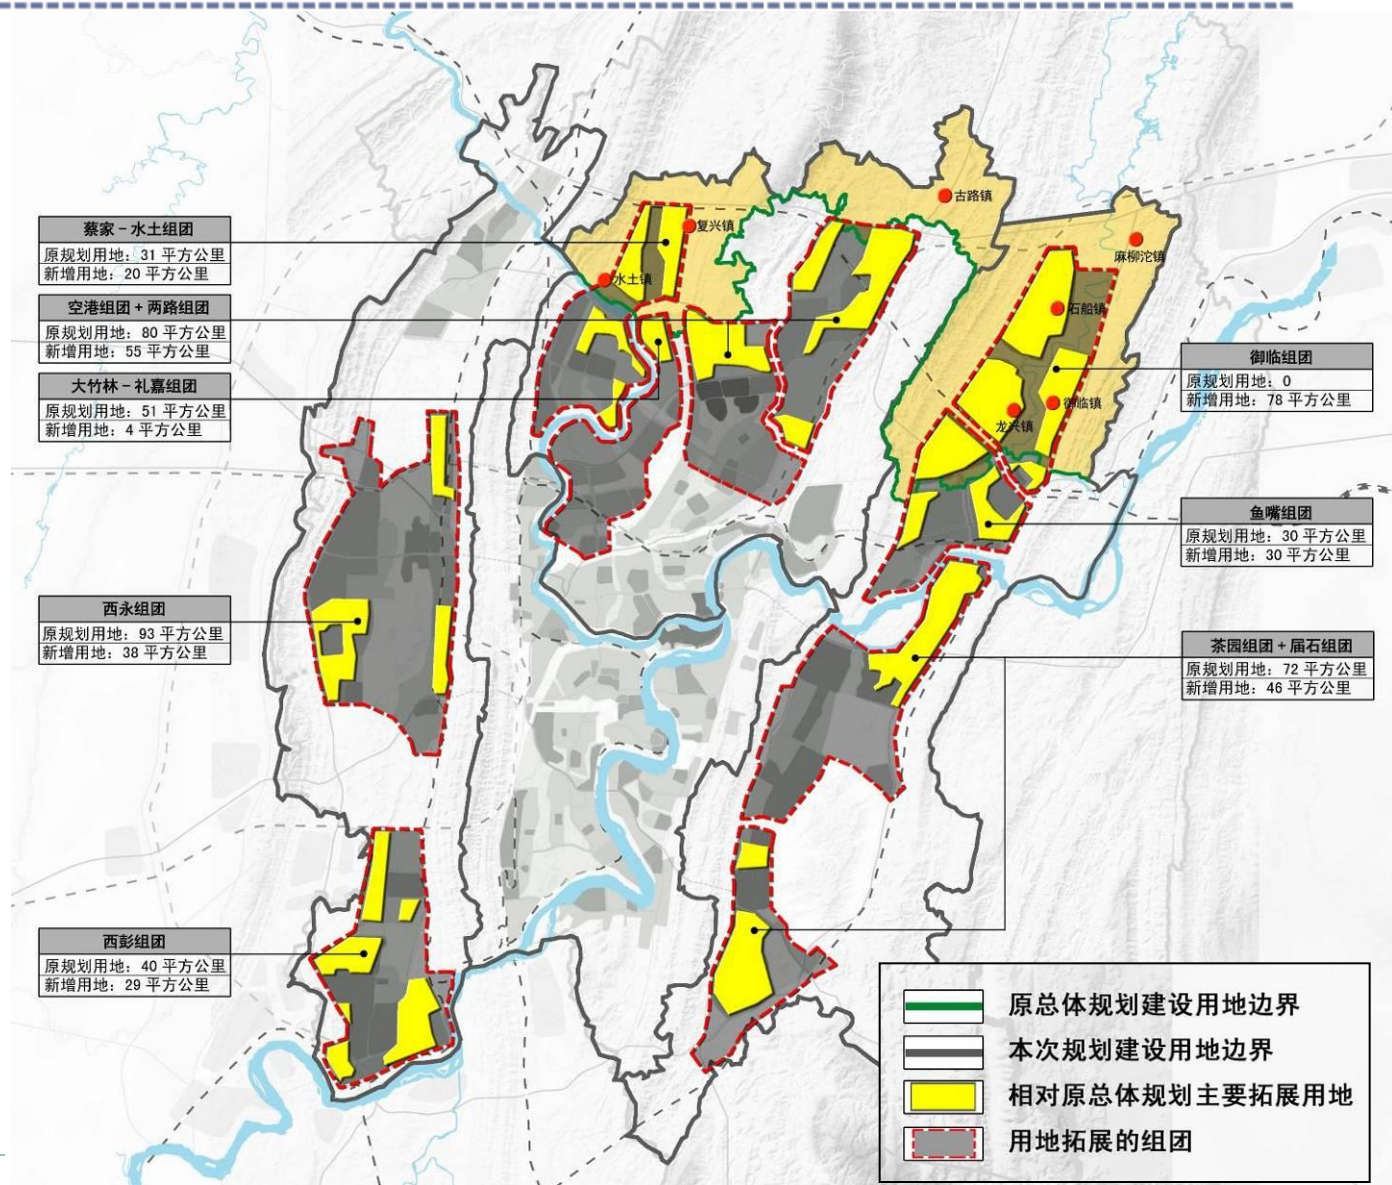 蔡家－水土组团
原规划用地：31 平方公里
新增用地：20 平方公里
空港组团＋两路组团
原规划用地：80 平方公里
新增用地：55 平方公里
大竹林－礼嘉组团
原规划用地：51 平方公里
新增用地：4 平方公里
西永组团
原规划用地：93 平方公里
新增用地：38 平方公里
西彭组团
原规划用地：40 平方公里
新增用地：29 平方公里
古路镇
复兴镇
麻柳沱镇
水土镇
石船镇
御临镇
龙兴镇
御临组团
原规划用地：0
新增用地：78 平方公里
鱼嘴组团
原规划用地：30 平方公里
新增用地：30 平方公里
茶园组团＋届石组团
原规划用地：72 平方公里
新增用地：46 平方公里
原总体规划建设用地边界
本次规划建设用地边界
相对原总体规划主要拓展用地
用地拓展的组团